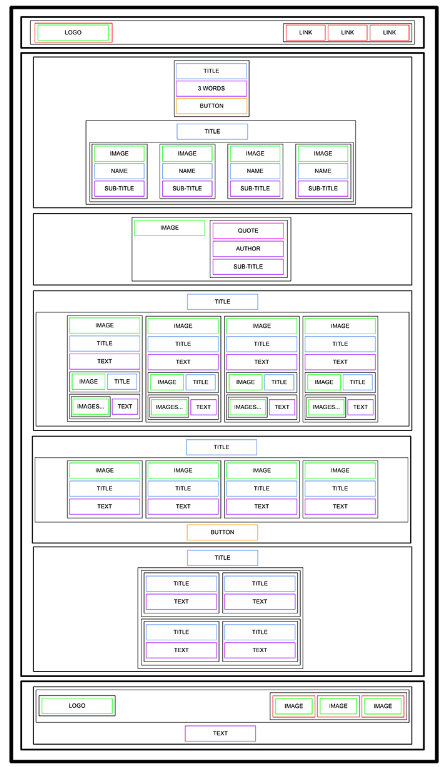 LOGO LINK LINK LINK
TITLE
3 WORDS
BUTTON
TITLE
IMAGE IMAGE IMAGE IMAGE
NAME NAME NAME NAME
SUB-TITLE SUB-TITLE SUB-TITLE SUB-TITLE
IMAGE QUOTE
AUTHOR
SUB-TITLE
TITLE
IMAGE IMAGE IMAGE IMAGE
TITLE TITLE TITLE TITLE
TEXT TEXT TEXT TEXT
IMAGE TITLE IMAGE TITLE IMAGE TITLE IMAGE TITLE
IMAGES... TEXT IMAGES... TEXT IMAGES... TEXT IMAGES... TEXT
TITLE
IMAGE IMAGE IMAGE IMAGE
TITLE TITLE TITLE TITLE
TEXT TEXT TEXT TEXT
BUTTON
TITLE
TITLE TITLE
TEXT TEXT
TITLE TITLE
TEXT TEXT
LOGO IMAGE IMAGE IMAGE
TEXT